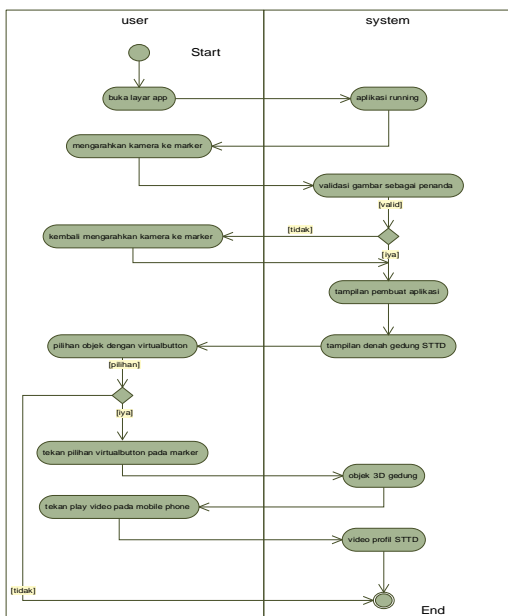 user
system
Start
buka layar app
aplikasi running
mengarahkan kamera ke marker
validasi gambar sebagai penanda
[valid]
[tidak]
kembali mengarahkan kamera ke marker
[iya]
tampilan pembuat aplikasi
pilihan objek dengan virtualbutton
tampilan denah gedung STTD
[pilihan]
[iya]
tekan pilihan virtualbutton pada marker
objek 3D gedung
tekan play video pada mobile phone
video profil STTD
[tidak]
End